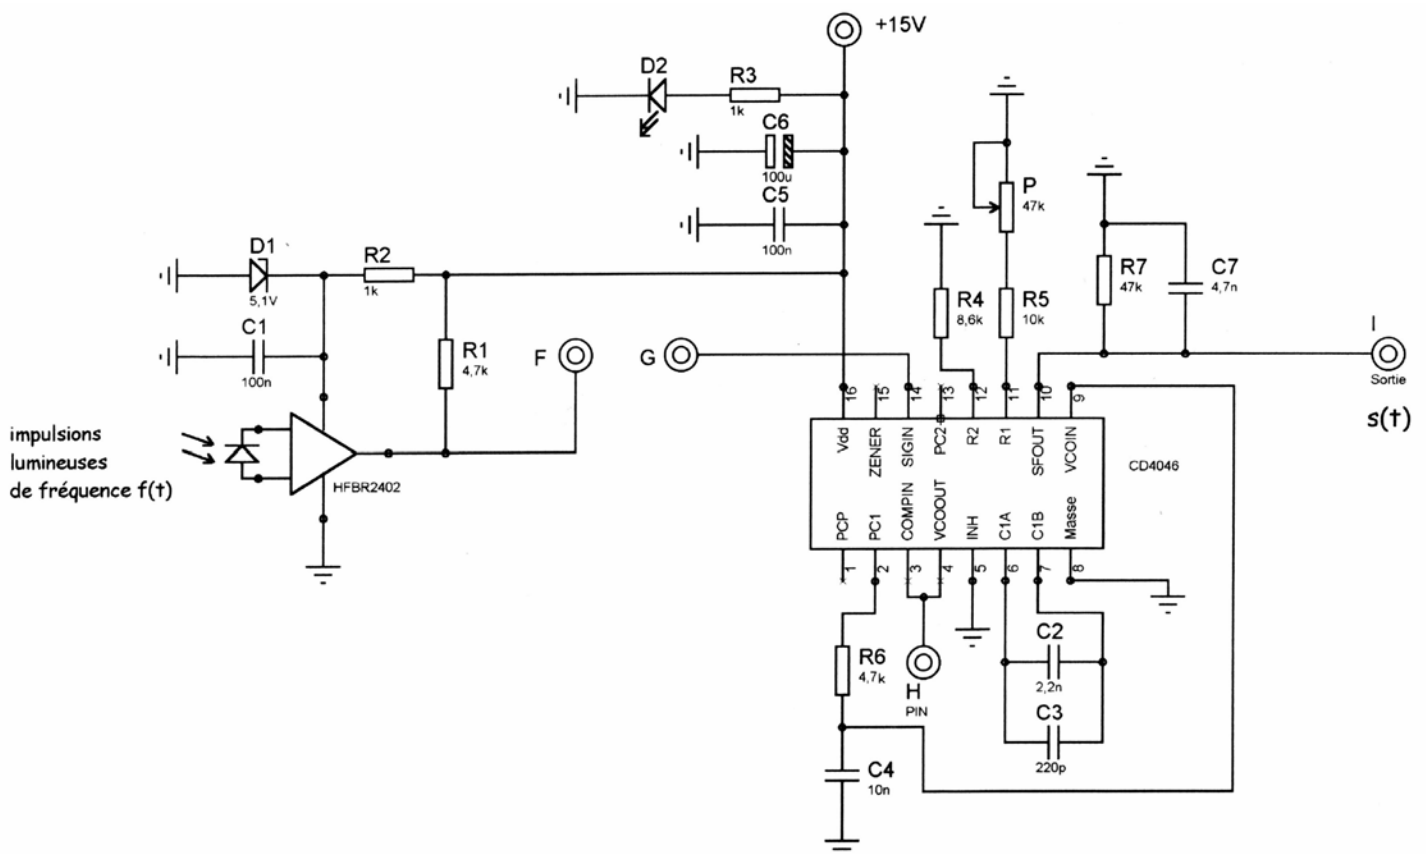 +15V
D2
R3
1k
C6
100u
C5
100n
P
47k
D1
5,1V
R2
1k
R4
8,6k
R5
10k
R7
47k
C7
4,7n
C1
100n
R1
4,7k
F
G
I
Sortie
s(t)
16
15
14
13
12
11
10
9
Vdd
ZENER
SIGIN
PC2
R2
R1
SFOUT
VCOIN
CD4046
impulsions
lumineuses
de fréquence f(t)
HFBR2402
PCP
PC1
COMPIN
VCOOUT
INH
C1A
C1B
Masse
1
2
3
4
5
6
7
8
R6
4,7k
H
PIN
C2
2,2n
C3
220p
C4
10n